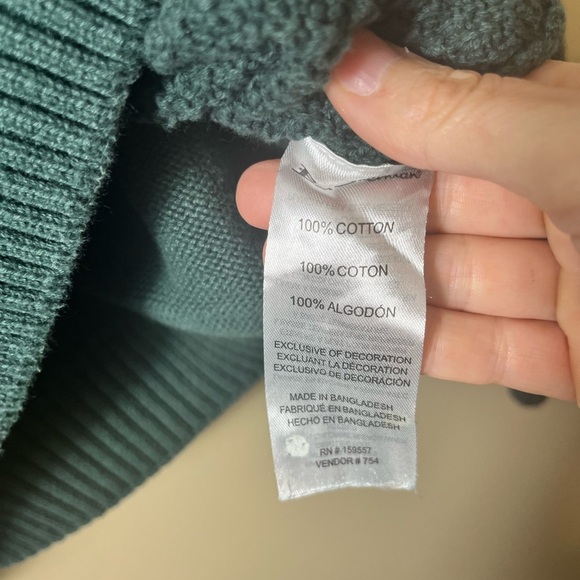 100% COTTON
100% COTON
100% ALGODÓN
EXCLUSIVE OF DECORATION
EXCLUANT LA DÉCORATION
EXCLUSIVO DE DECORACIÓN
MADE IN BANGLADESH
FABRIQUÉ EN BANGLADESH
HECHO EN BANGLADESH
RN # 159557
VENDOR # 754